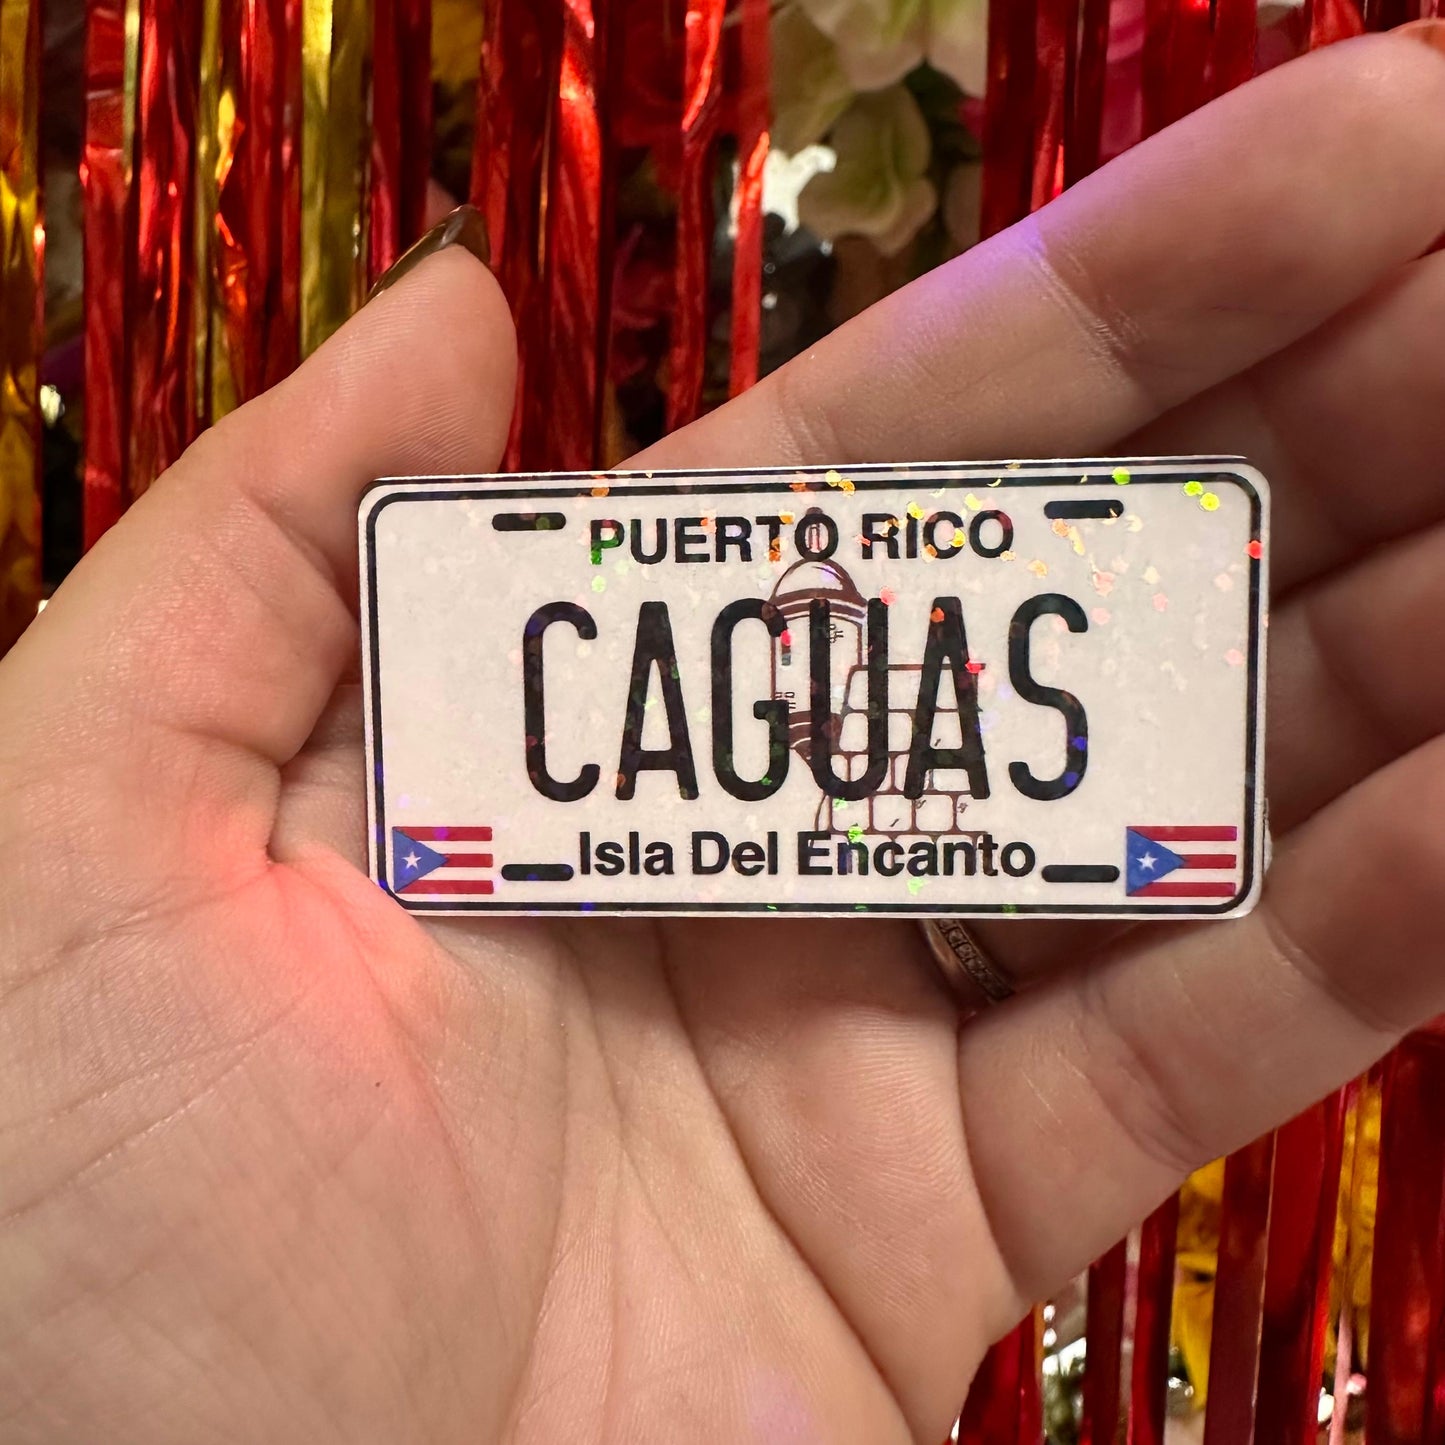 PUERTO RICO
CAGUAS
Isla Del Encanto